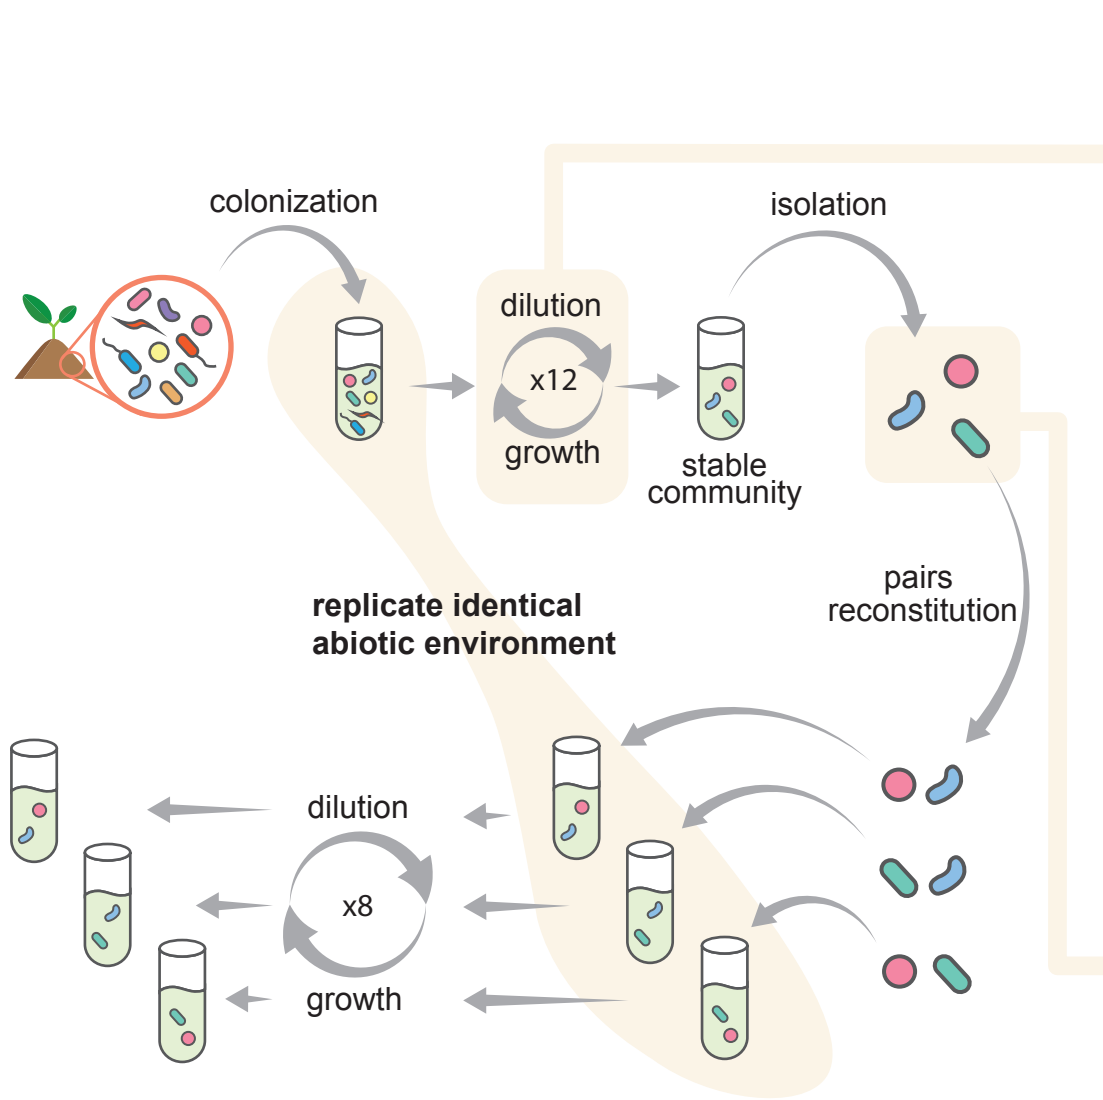 colonization
isolation
dilution
x12
growth
stable
community
pairs
reconstitution
replicate identical
abiotic environment
dilution
x8
growth